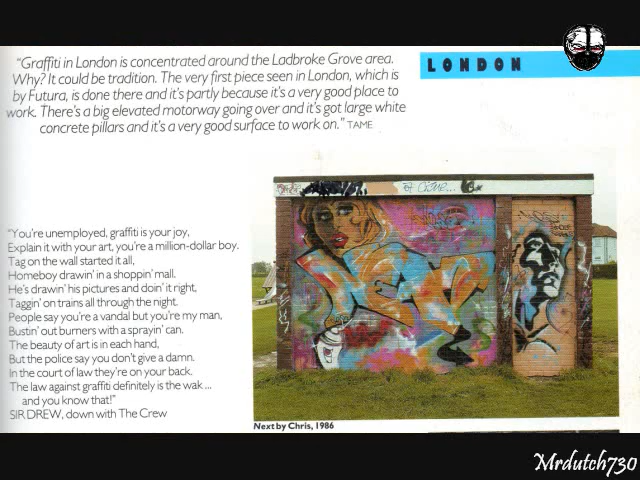 "Graffiti in London is concentrated around the Ladbroke Grove area.
Why? It could be tradition. The very first piece seen in London, which is
by Futura, is done there and it's partly because it's a very good place to
work. There's a big elevated motorway going over and it's got large white
concrete pillars and it's a very good surface to work on." TAME
LONDON
"You're unemployed, graffiti is your joy,
Explain it with your art, you're a million-dollar boy.
Tag on the wall started it all,
Homeboy drawin' in a shoppin' mall.
He's drawin' his pictures and doin' it right,
Taggin' on trains all through the night.
People say you're a vandal but you're my man,
Bustin' out burners with a sprayin' can.
The beauty of art is in each hand,
But the police say you don't give a damn.
In the court of law they're on your back.
The law against graffiti definitely is the wak ...
and you know that!"
SIR DREW, down with The Crew
Next by Chris, 1986
Mrdutch730